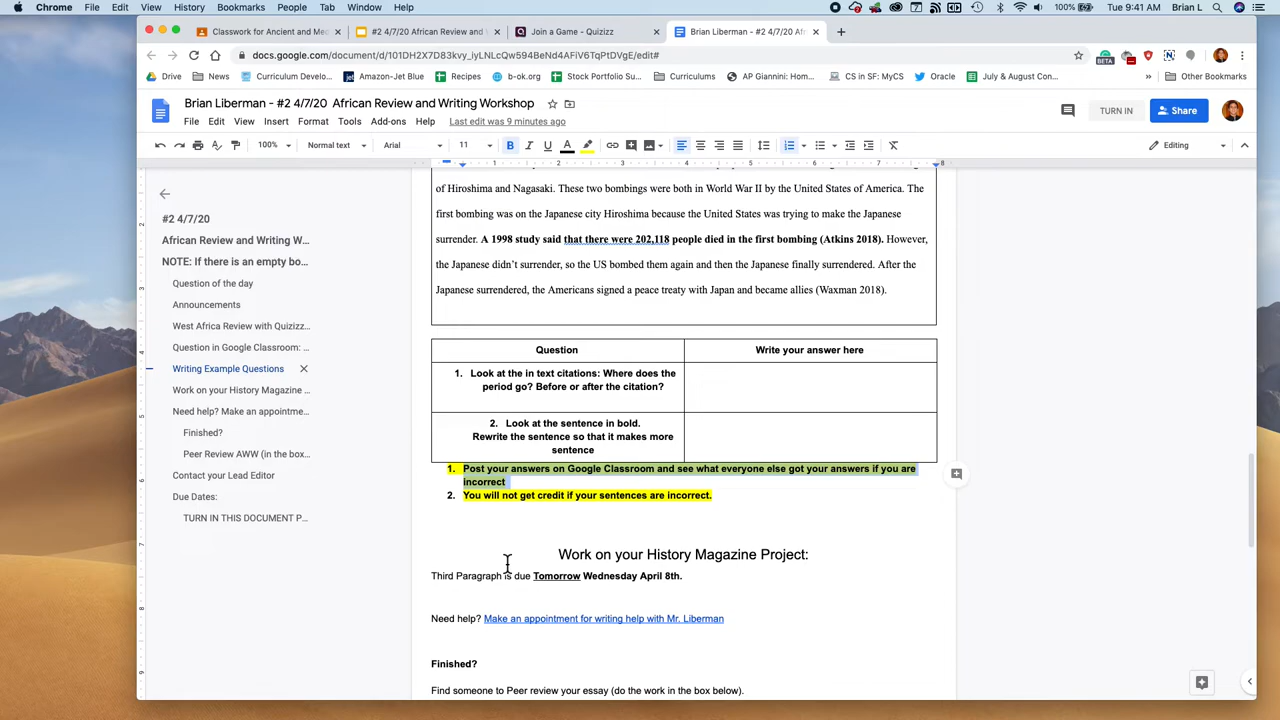 Chrome File Edit View History Bookmarks People Tab Window Help
7 100% Tue 9:41 AM Brian L
Classwork for Ancient and Me
#2 4/7/20 African Review and
Join a Game - Quizizz
Brian Liberman - #2 4/7/20 Af
docs.google.com/document/d/101DH2X7D83kvy_iyLNLcQw594BeNd4AFiV6TqPtDVgE/edit#
BETA
Drive News Curriculum Develo... Amazon-Jet Blue Recipes b-ok.org Stock Portfolio Su... Curriculums AP Giannini: Hom... CS in SF: MyCS Oracle July & August Con... » Other Bookmarks
Brian Liberman - #2 4/7/20 African Review and Writing Workshop
TURN IN Share
File Edit View Insert Format Tools Add-ons Help Last edit was 9 minutes ago
100% Normal text Arial 11 B I U A Editing
1 2 3 4 5 6 7 8
#2 4/7/20
African Review and Writing W...
NOTE: If there is an empty bo...
Question of the day
Announcements
West Africa Review with Quizizz...
Question in Google Classroom: ...
Writing Example Questions
Work on your History Magazine ...
Need help? Make an appointme...
Finished?
Peer Review AWW (in the box...
Contact your Lead Editor
Due Dates:
TURN IN THIS DOCUMENT P...
of Hiroshima and Nagasaki. These two bombings were both in World War II by the United States of America. The
first bombing was on the Japanese city Hiroshima because the United States was trying to make the Japanese
surrender. A 1998 study said that there were 202,118 people died in the first bombing (Atkins 2018). However,
the Japanese didn't surrender, so the US bombed them again and then the Japanese finally surrendered. After the
Japanese surrendered, the Americans signed a peace treaty with Japan and became allies (Waxman 2018).
Question Write your answer here
1. Look at the in text citations: Where does the
period go? Before or after the citation?
2. Look at the sentence in bold.
Rewrite the sentence so that it makes more
sentence
1. Post your answers on Google Classroom and see what everyone else got your answers if you are
incorrect
2. You will not get credit if your sentences are incorrect.
Work on your History Magazine Project:
Third Paragraph is due Tomorrow Wednesday April 8th.
Need help? Make an appointment for writing help with Mr. Liberman
Finished?
Find someone to Peer review your essay (do the work in the box below).